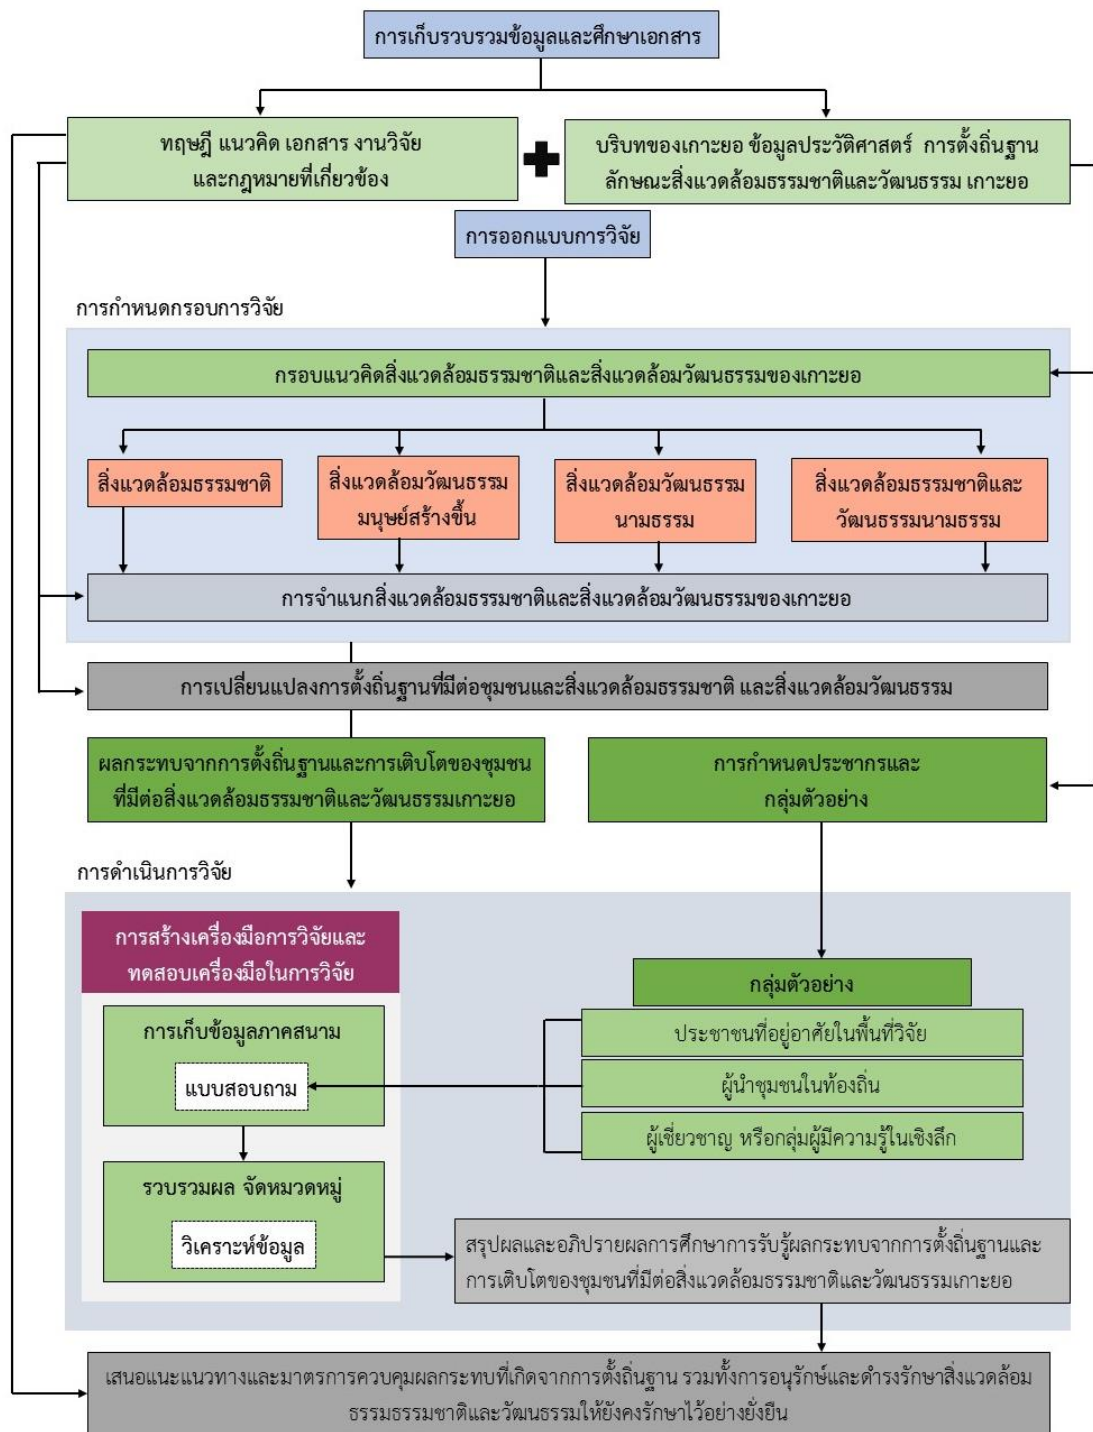 การเก็บรวบรวมข้อมูลและศึกษาเอกสาร
ทฤษฎี แนวคิด เอกสาร งานวิจัย
และกฎหมายที่เกี่ยวข้อง
บริบทของเกาะยอ ข้อมูลประวัติศาสตร์ การตั้งถิ่นฐาน
ลักษณะสิ่งแวดล้อมธรรมชาติและวัฒนธรรม เกาะยอ
การออกแบบการวิจัย
การกำหนดกรอบการวิจัย
กรอบแนวคิดสิ่งแวดล้อมธรรมชาติและสิ่งแวดล้อมวัฒนธรรมของเกาะยอ
สิ่งแวดล้อมธรรมชาติ
สิ่งแวดล้อมวัฒนธรรม
มนุษย์สร้างขึ้น
สิ่งแวดล้อมวัฒนธรรม
นามธรรม
สิ่งแวดล้อมธรรมชาติและ
วัฒนธรรมนามธรรม
การจำแนกสิ่งแวดล้อมธรรมชาติและสิ่งแวดล้อมวัฒนธรรมของเกาะยอ
การเปลี่ยนแปลงการตั้งถิ่นฐานที่มีต่อชุมชนและสิ่งแวดล้อมธรรมชาติ และสิ่งแวดล้อมวัฒนธรรม
ผลกระทบจากการตั้งถิ่นฐานและการเติบโตของชุมชน
ที่มีต่อสิ่งแวดล้อมธรรมชาติและวัฒนธรรมเกาะยอ
การกำหนดประชากรและ
กลุ่มตัวอย่าง
การดำเนินการวิจัย
การสร้างเครื่องมือการวิจัยและ
ทดสอบเครื่องมือในการวิจัย
การเก็บข้อมูลภาคสนาม
แบบสอบถาม
รวบรวมผล จัดหมวดหมู่
วิเคราะห์ข้อมูล
กลุ่มตัวอย่าง
ประชาชนที่อยู่อาศัยในพื้นที่วิจัย
ผู้นำชุมชนในท้องถิ่น
ผู้เชี่ยวชาญ หรือกลุ่มผู้มีความรู้ในเชิงลึก
สรุปผลและอภิปรายผลการศึกษาการรับรู้ผลกระทบจากการตั้งถิ่นฐานและ
การเติบโตของชุมชนที่มีต่อสิ่งแวดล้อมธรรมชาติและวัฒนธรรมเกาะยอ
เสนอแนะแนวทางและมาตรการควบคุมผลกระทบที่เกิดจากการตั้งถิ่นฐาน รวมทั้งการอนุรักษ์และดำรงรักษาสิ่งแวดล้อม
ธรรมธรรมชาติและวัฒนธรรมให้ยังคงรักษาไว้อย่างยั่งยืน